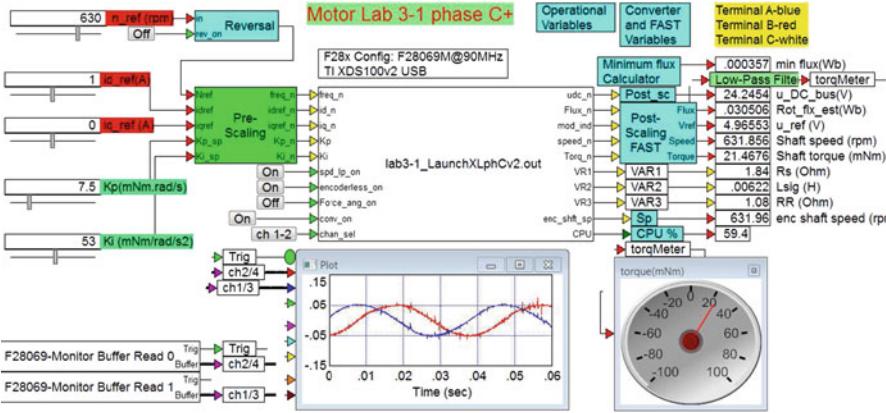 Motor Lab 3-1 phase C+
630
n_ref (rpm
Off
in
rev_on
Reversal
Operational
Variables
Converter
and FAST
Variables
Terminal A-blue
Terminal B-red
Terminal C-white
F28x Config: F28069M@90MHz
TI XDS100v2 USB
1
id_ref(A)
0
iq_ref (A)
7.5
Kp(mNm.rad/s)
53
Ki (mNm/rad/s2)
Nref
idref
iqref
Kp_sp
Ki_sp
Pre-
Scaling
freq_n
id_n
iq_n
Kp_n
Ki_n
freq_n
id_n
iq_n
Kp
Ki
On
spd_lp_on
On
encoderless_on
Off
Force_ang_on
On
conv_on
ch 1-2
chan_sel
lab3-1_LaunchXLphCv2.out
udc_n
Flux_n
mod_ind
speed_n
Torq_n
VR1
VR2
VR3
enc_shft_sp
CPU
Minimum flux
Calculator
Post_sc
Post-
Scaling
FAST
Flux
Vref
Speed
Torque
VAR1
VAR2
VAR3
Sp
CPU %
torqMeter
.000357 min flux(Wb)
Low-Pass Filte
torqMeter
24.2454 u_DC_bus(V)
.030506 Rot_flx_est(Wb)
4.96553 u_ref (V)
631.856 Shaft speed (rpm)
21.4676 Shaft torque (mNm)
1.84 Rs (Ohm)
.00622 Lsig (H)
1.08 RR (Ohm)
631.96 enc shaft speed (rpm
59.4
Trig
ch2/4
ch1/3
F28069-Monitor Buffer Read 0
Trig
Buffer
Trig
ch2/4
F28069-Monitor Buffer Read 1
Trig
Buffer
ch1/3
Plot
.15
.05
-.05
-.15
0 .01 .02 .03 .04 .05 .06
Time (sec)
torque(mNm)
-100 -80 -60 -40 -20 0 20 40 60 80 100